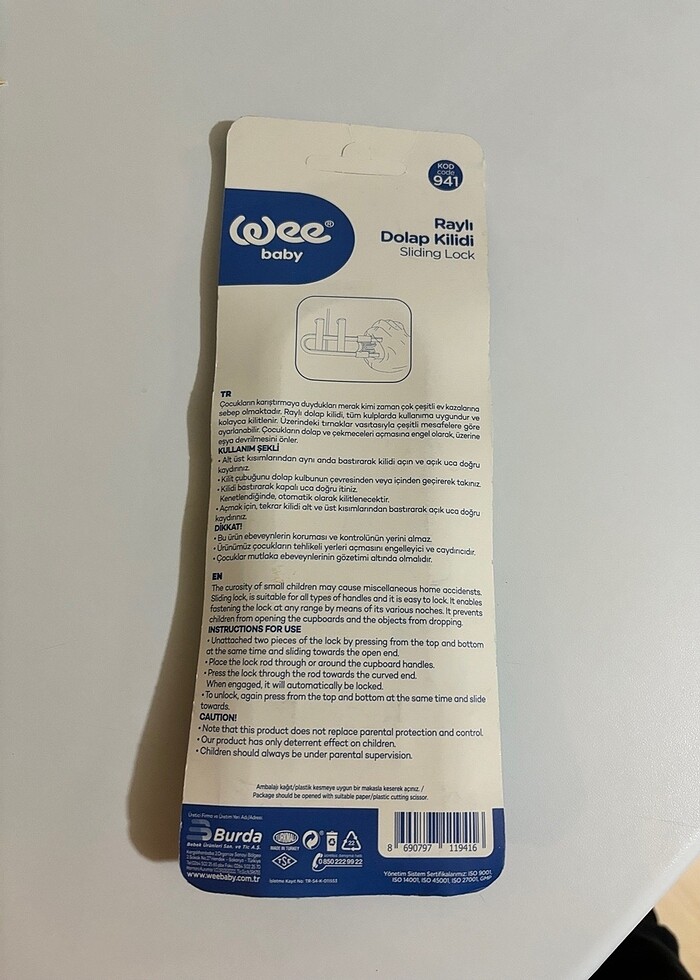 KOD
code
941
Wee®
baby
Raylı
Dolap Kilidi
Sliding Lock
TR
Çocukların karıştırmaya duydukları merak kimi zaman çok çeşitli ev kazalarına
sebep olmaktadır. Raylı dolap kilidi, tüm kulplarda kullanıma uygundur ve
kolayca kilitlenir. Üzerindeki tırnaklar vasıtasıyla çeşitli mesafelere göre
ayarlanabilir. Çocukların dolap ve çekmeceleri açmasına engel olarak, üzerine
eşya devrilmesini önler.
KULLANIM ŞEKLİ
• Alt üst kısımlarından aynı anda bastırarak kilidi açın ve açık uca doğru
kaydırınız.
• Kilit çubuğunu dolap kulbunun çevresinden veya içinden geçirerek takınız.
• Kilidi bastırarak kapalı uca doğru itiniz.
Kenetlendiğinde, otomatik olarak kilitlenecektir.
• Açmak için, tekrar kilidi alt ve üst kısımlarından bastırarak açık uca doğru
kaydırınız.
DİKKAT!
• Bu ürün ebeveynlerin koruması ve kontrolünün yerini almaz.
• Ürünümüz çocukların tehlikeli yerleri açmasını engelleyici ve caydırıcıdır.
• Çocuklar mutlaka ebeveynlerinin gözetimi altında olmalıdır.
EN
The curosity of small children may cause miscellaneous home accidensts.
Sliding lock, is suitable for all types of handles and it is easy to lock. It enables
fastening the lock at any range by means of its various noches. It prevents
children from opening the cupboards and the objects from dropping.
INSTRUCTIONS FOR USE
• Unattached two pieces of the lock by pressing from the top and bottom
at the same time and sliding towards the open end.
• Place the lock rod through or around the cupboard handles.
• Press the lock through the rod towards the curved end.
When engaged, it will automatically be locked.
• To unlock, again press from the top and bottom at the same time and slide
towards.
CAUTION!
• Note that this product does not replace parental protection and control.
• Our product has only deterrent effect on children.
• Children should always be under parental supervision.
Ambalajı kağıt/plastik kesmeye uygun bir makasla keserek açınız. /
Package should be opened with suitable paper/plastic cutting scissor.
Üretici Firma ve Üretim Yeri Adı/Adresi:
Burda
Bebek Ürünleri San. ve Tic A.Ş.
www.weebaby.com.tr
TURKMALI
MADE IN TURKEY
TSE
22
0 850 222 99 22
8 690797 119416
Yönetim Sistem Sertifikalarımız: ISO 9001,
ISO 14001, ISO 45001, ISO 27001, GMP